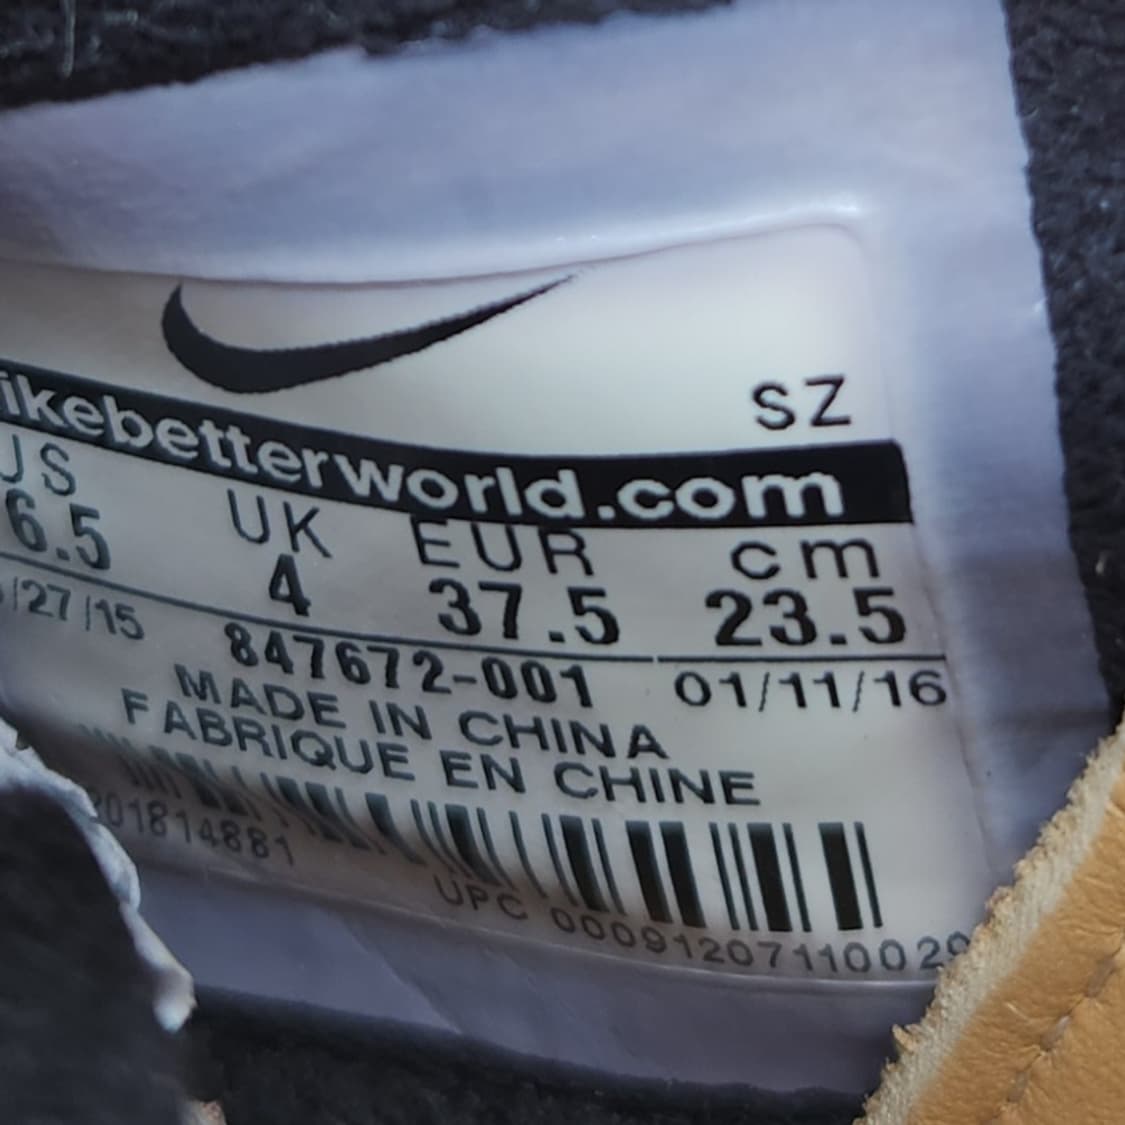 SZ
ikebetterworld.com
US UK EUR cm
6.5 4 37.5 23.5
/27/15 847672-001 01/11/16
MADE IN CHINA
FABRIQUE EN CHINE
201814881
UPC 00091207110029